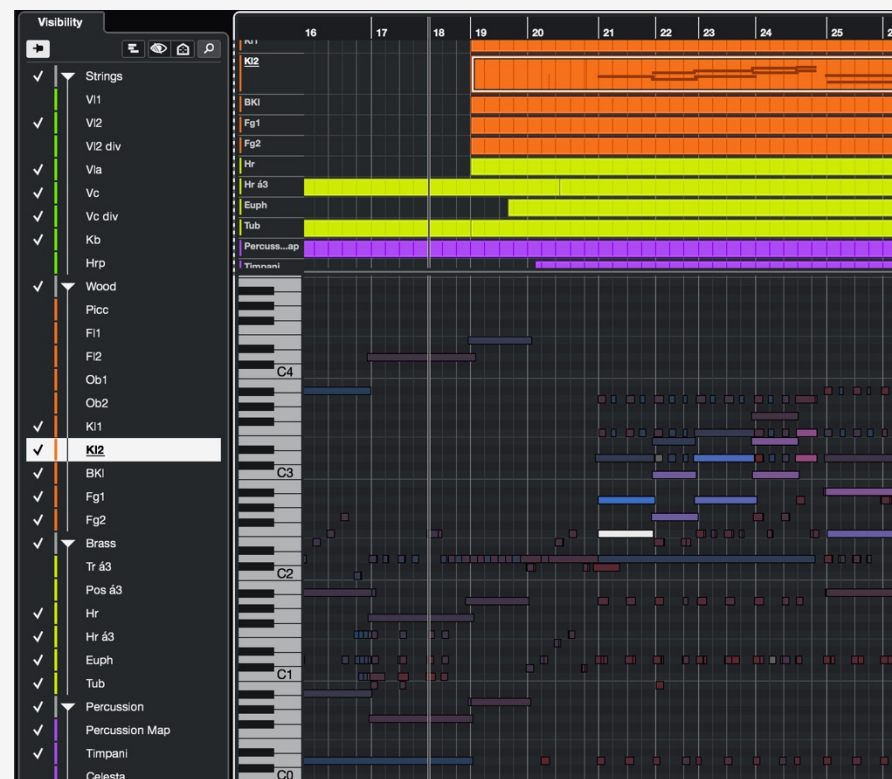 Visibility
Strings
Vl1
Vl2
Vl2 div
Vla
Vc
Vc div
Kb
Hrp
Wood
Picc
Fl1
Fl2
Ob1
Ob2
Kl1
Kl2
BKl
Fg1
Fg2
Brass
Tr á3
Pos á3
Hr
Hr á3
Euph
Tub
Percussion
Percussion Map
Timpani
Celesta
16 17 18 19 20 21 22 23 24 25
Kl1
Kl2
BKl
Fg1
Fg2
Hr
Hr á3
Euph
Tub
Percuss...ap
Timpani
C4
C3
C2
C1
C0